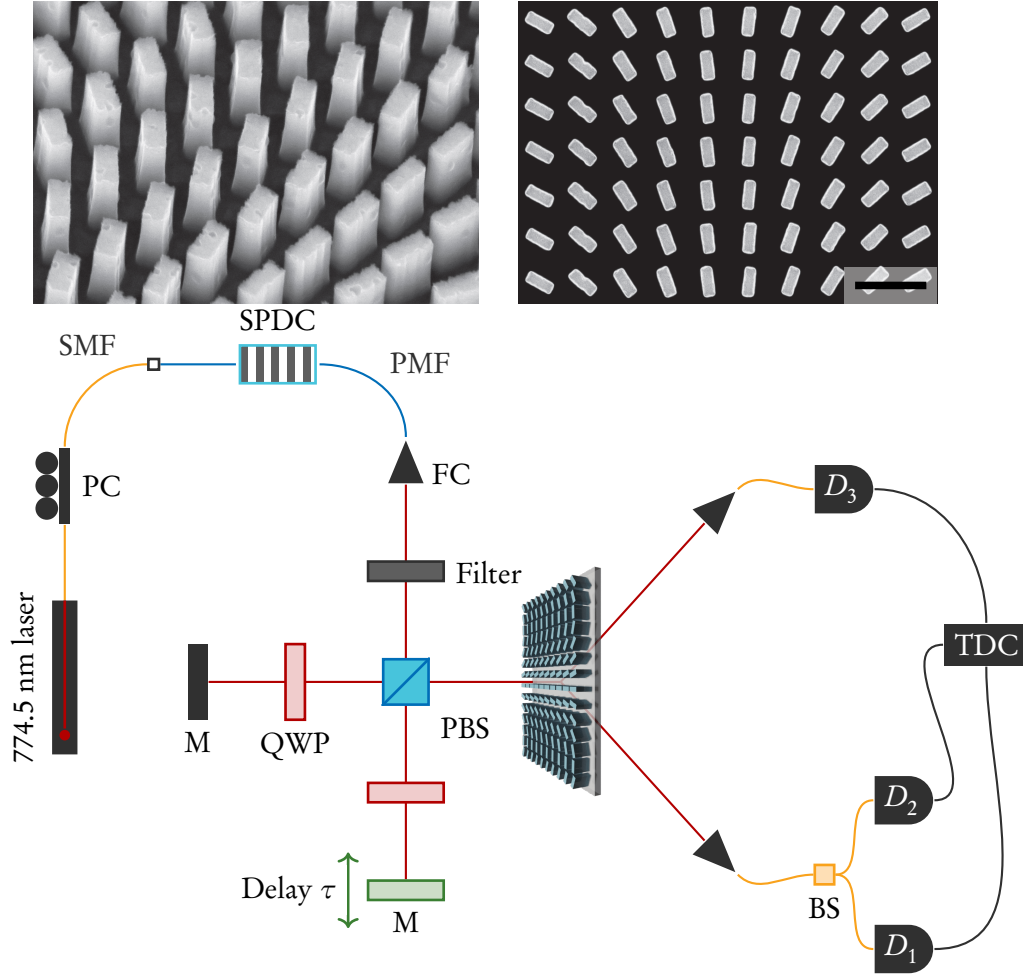 SPDC
SMF
PMF
PC
FC
D3
Filter
774.5 nm laser
TDC
M
QWP
PBS
D2
Delay τ
M
BS
D1